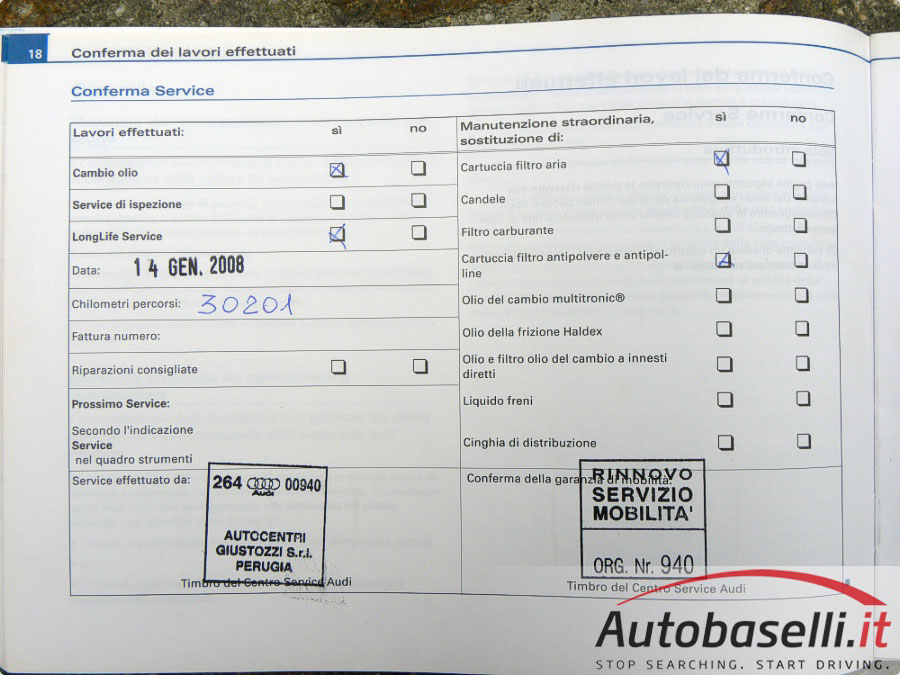 18
Conferma dei lavori effettuati
Conferma Service
Lavori effettuati: sì no
Cambio olio
Service di ispezione
LongLife Service
Data: 14 GEN. 2008
Chilometri percorsi: 30201
Fattura numero:
Riparazioni consigliate
Prossimo Service:
Secondo l'indicazione
Service
nel quadro strumenti
Service effettuato da:
264 00940
Audi
AUTOCENTRI
GIUSTOZZI S.r.l.
PERUGIA
Timbro del Centro Service Audi
Manutenzione straordinaria, sì no
sostituzione di:
Cartuccia filtro aria
Candele
Filtro carburante
Cartuccia filtro antipolvere e antipol-
line
Olio del cambio multitronic®
Olio della frizione Haldex
Olio e filtro olio del cambio a innesti
diretti
Liquido freni
Cinghia di distribuzione
Conferma della garanzia di mobilità:
RINNOVO
SERVIZIO
MOBILITA'
ORG. Nr. 940
Timbro del Centro Service Audi
Autobaselli.it
STOP SEARCHING. START DRIVING.